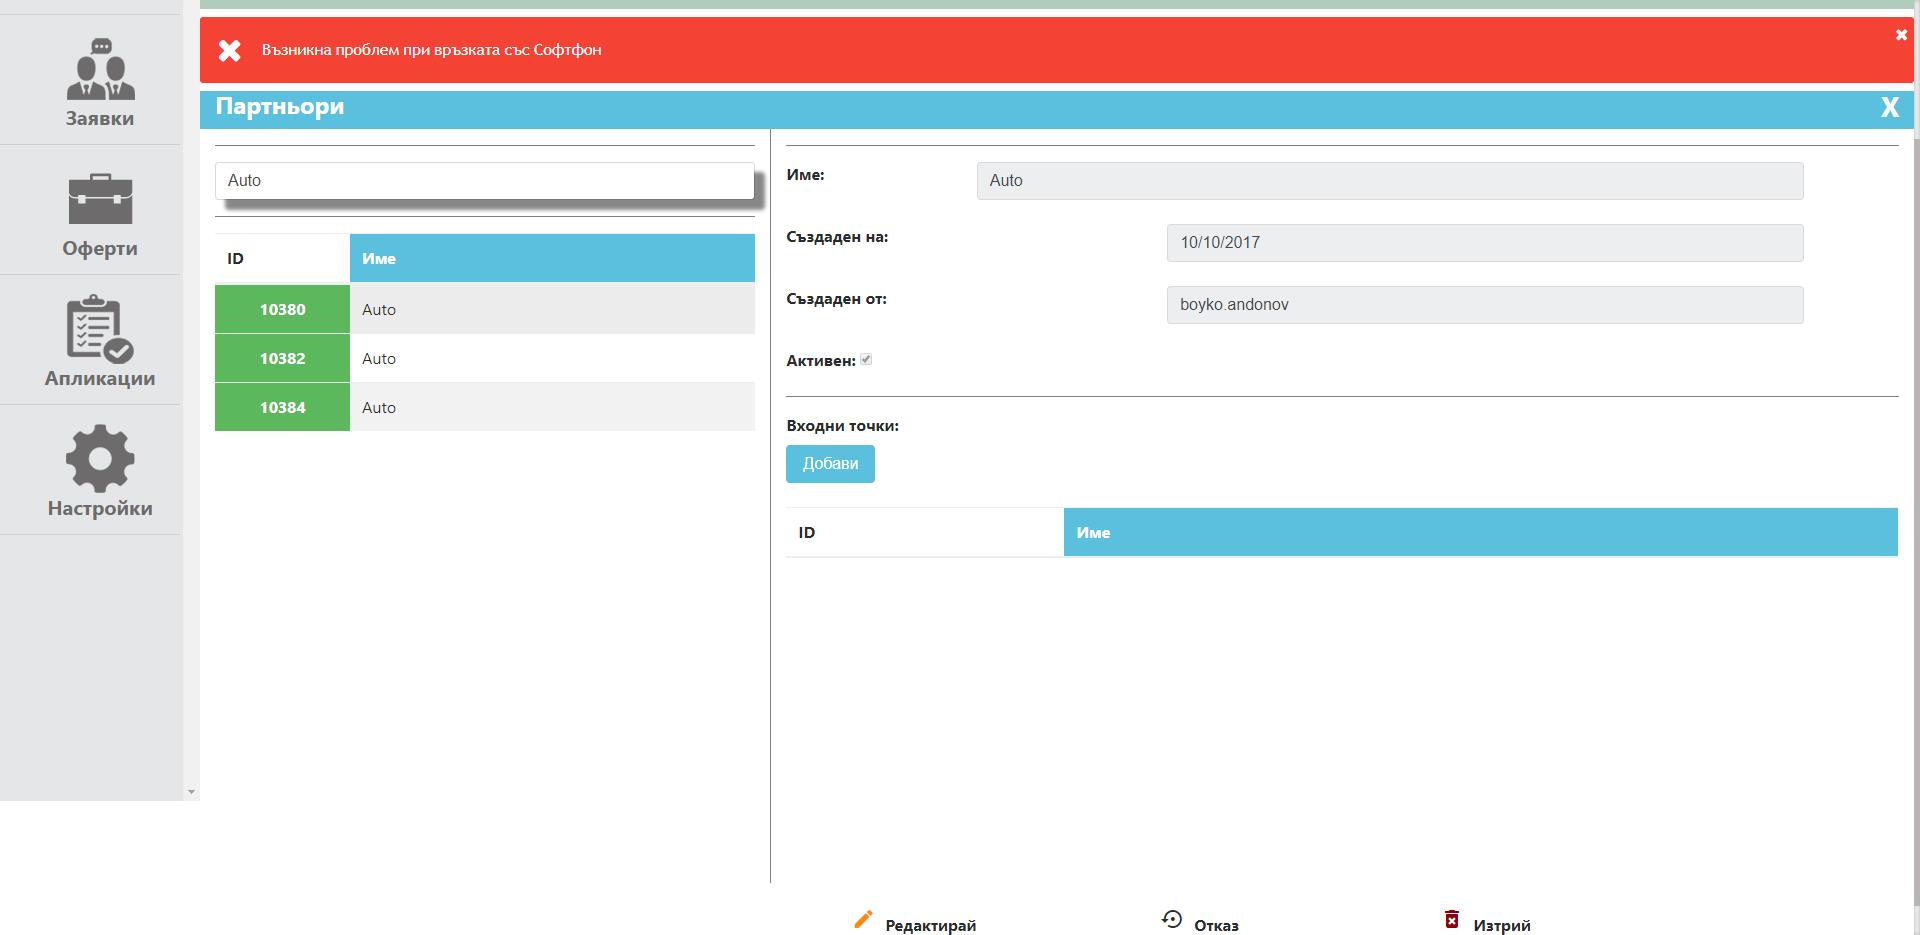 Заявки
Оферти
Апликации
Настройки
Възникна проблем при връзката със Софтфон
Партньори
X
Auto
ID Име
10380 Auto
10382 Auto
10384 Auto
Име: Auto
Създаден на: 10/10/2017
Създаден от: boyko.andonov
Активен:
Входни точки:
Добави
ID Име
Редактирай Отказ Изтрий